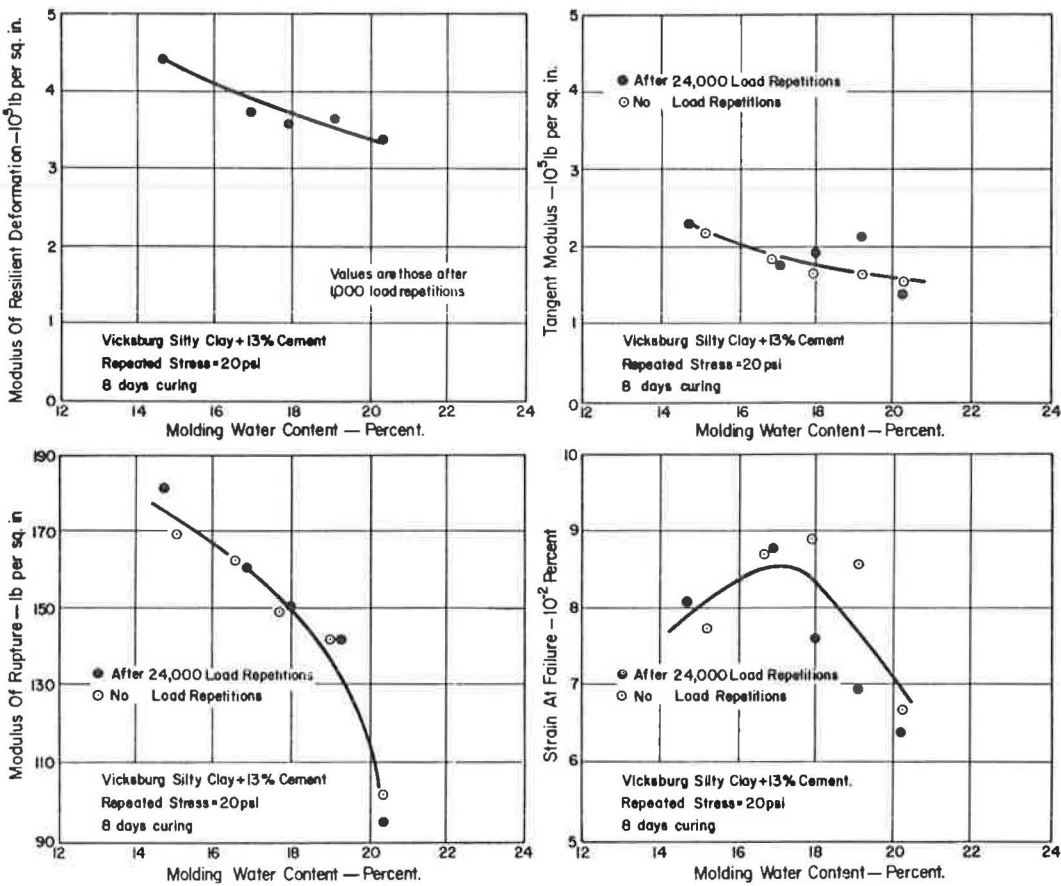 Modulus Of Resilient Deformation — 10⁵ lb per sq. in.
5
4
3
2
1
0
Values are those after
1,000 load repetitions
Vicksburg Silty Clay + 13% Cement
Repeated Stress = 20 psi
8 days curing
12 14 16 18 20 22 24
Molding Water Content — Percent.
Tangent Modulus — 10⁵ lb per sq. in.
5
4
3
2
1
0
After 24,000 Load Repetitions
No Load Repetitions
Vicksburg Silty Clay + 13% Cement
Repeated Stress = 20 psi
8 days curing
12 14 16 18 20 22 24
Molding Water Content — Percent.
Modulus Of Rupture — lb per sq. in
190
170
150
130
110
90
After 24,000 Load Repetitions
No Load Repetitions
Vicksburg Silty Clay + 13% Cement
Repeated Stress = 20 psi
8 days curing
12 14 16 18 20 22 24
Molding Water Content — Percent.
Strain At Failure — 10⁻² Percent
10
9
8
7
6
5
After 24,000 Load Repetitions
No Load Repetitions
Vicksburg Silty Clay + 13% Cement.
Repeated Stress = 20 psi
8 days curing
12 14 16 18 20 22 24
Molding Water Content — Percent.